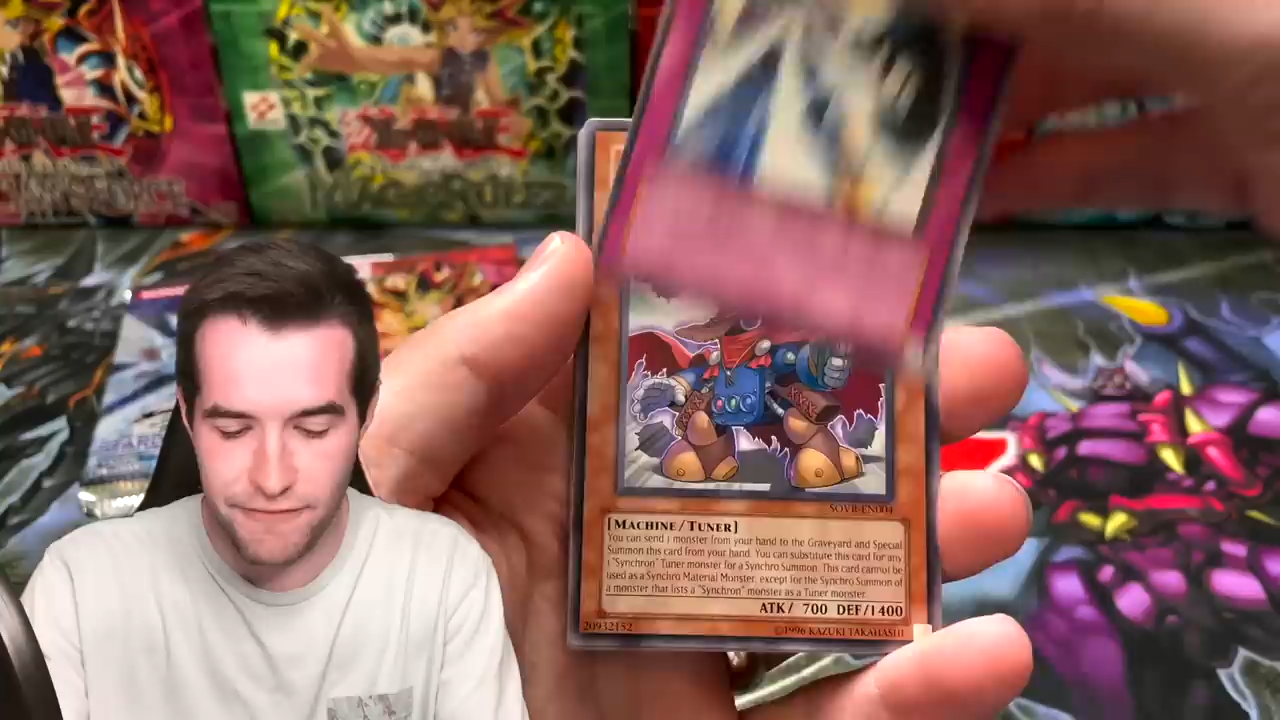 SOVR-EN004
[MACHINE/TUNER]
You can send 1 monster from your hand to the Graveyard and Special
Summon this card from your hand. You can substitute this card for any
1 "Synchron" Tuner monster for a Synchro Summon. This card cannot be
used as a Synchro Material Monster, except for the Synchro Summon of
a monster that lists a "Synchron" monster as a Tuner monster.
ATK/ 700 DEF/1400
20932152
©1996 KAZUKI TAKAHASHI